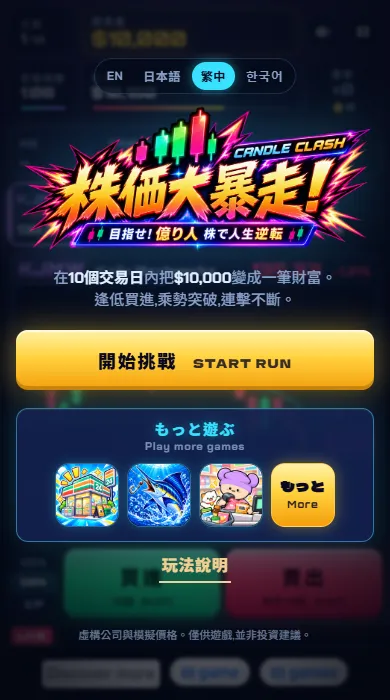 EN 日本語 繁中 한국어
CANDLE CLASH
株価大暴走!
目指せ! 億り人 株で人生逆転
在10個交易日內把$10,000變成一筆財富。
逢低買進,乘勢突破,連擊不斷。
開始挑戰 START RUN
もっと遊ぶ
Play more games
もっと
More
玩法說明
虛構公司與模擬價格。僅供遊戲,並非投資建議。